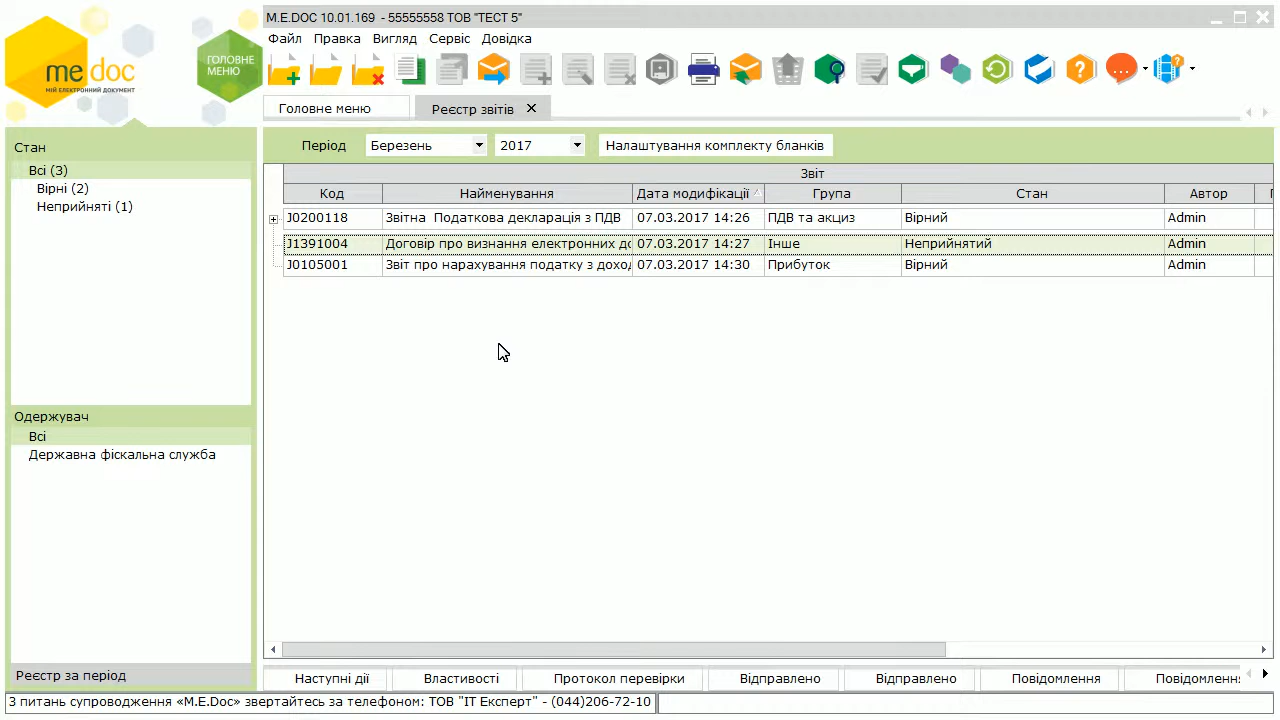 M.E.DOC 10.01.169 - 55555558 ТОВ "ТЕСТ 5"
me doc
МІЙ ЕЛЕКТРОННИЙ ДОКУМЕНТ
ГОЛОВНЕ МЕНЮ
Файл Правка Вигляд Сервіс Довідка
Головне меню Реєстр звітів
Період Березень 2017 Налаштування комплекту бланків
Стан
Всі (3)
Вірні (2)
Неприйняті (1)
Одержувач
Всі
Державна фіскальна служба
Реєстр за період
Звіт
Код Найменування Дата модифікації Група Стан Автор
J0200118 Звітна Податкова декларація з ПДВ 07.03.2017 14:26 ПДВ та акциз Вірний Admin
J1391004 Договір про визнання електронних до 07.03.2017 14:27 Інше Неприйнятий Admin
J0105001 Звіт про нарахування податку з дохо 07.03.2017 14:30 Прибуток Вірний Admin
Наступні дії Властивості Протокол перевірки Відправлено Відправлено Повідомлення Повідомлення
З питань супроводження «M.E.Doc» звертайтесь за телефоном: ТОВ "ІТ Експерт" - (044)206-72-10